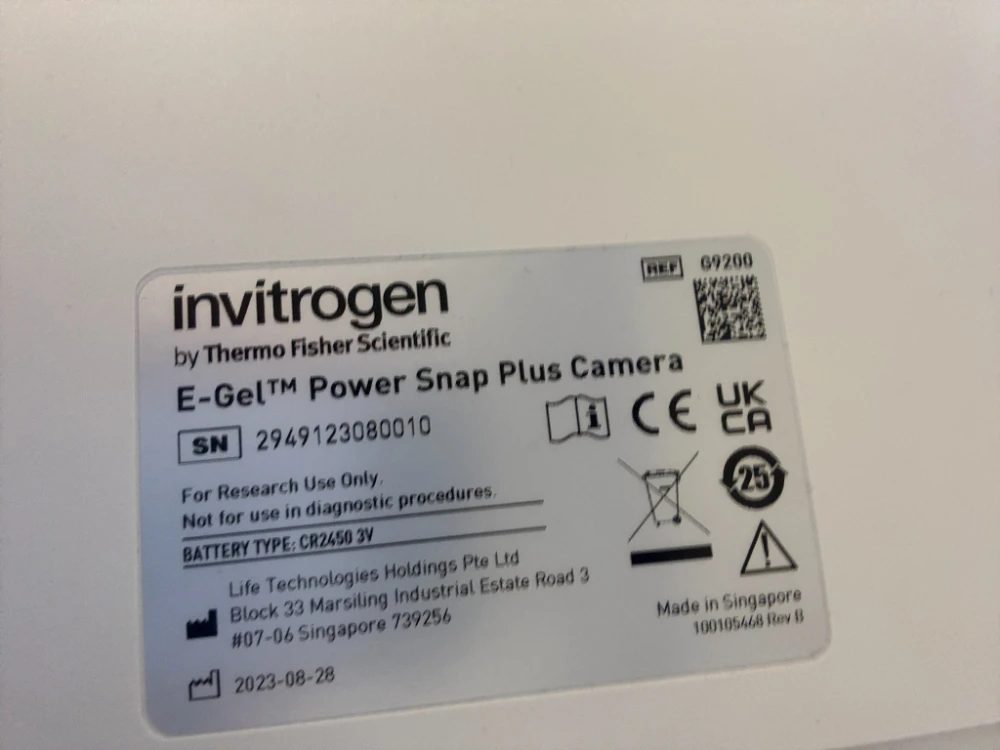 REF G9200
invitrogen
by Thermo Fisher Scientific
E-Gel™ Power Snap Plus Camera
SN 2949123080010
i CE UK
CA
25
For Research Use Only.
Not for use in diagnostic procedures.
BATTERY TYPE: CR2450 3V
Life Technologies Holdings Pte Ltd
Block 33 Marsiling Industrial Estate Road 3
#07-06 Singapore 739256
Made in Singapore
100105468 Rev B
2023-08-28